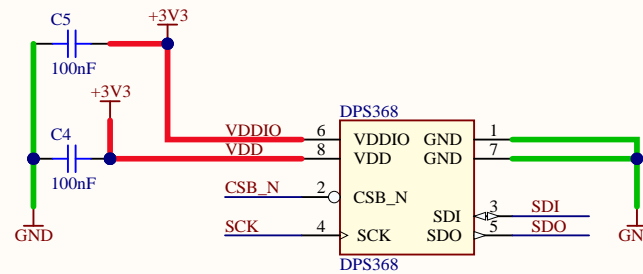 C5
+3V3
100nF
+3V3
DPS368
C4
VDDIO 6 VDDIO GND 1
VDD 8 VDD GND 7
100nF
CSB_N 2 CSB_N
SDI 3 SDI
SCK 4 SCK SDO 5 SDO
GND
GN
DPS368